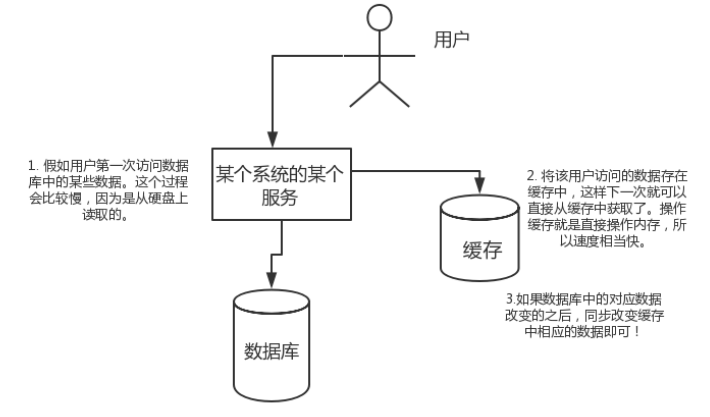 用户
1. 假如用户第一次访问数据
库中的某些数据。这个过程
会比较慢，因为是从硬盘上
读取的。
某个系统的某个
服务
2. 将该用户访问的数据存在
缓存中，这样下一次就可以
直接从缓存中获取了。操作
缓存就是直接操作内存，所
以速度相当快。
缓存
3.如果数据库中的对应数据
改变的之后，同步改变缓存
中相应的数据即可！
数据库